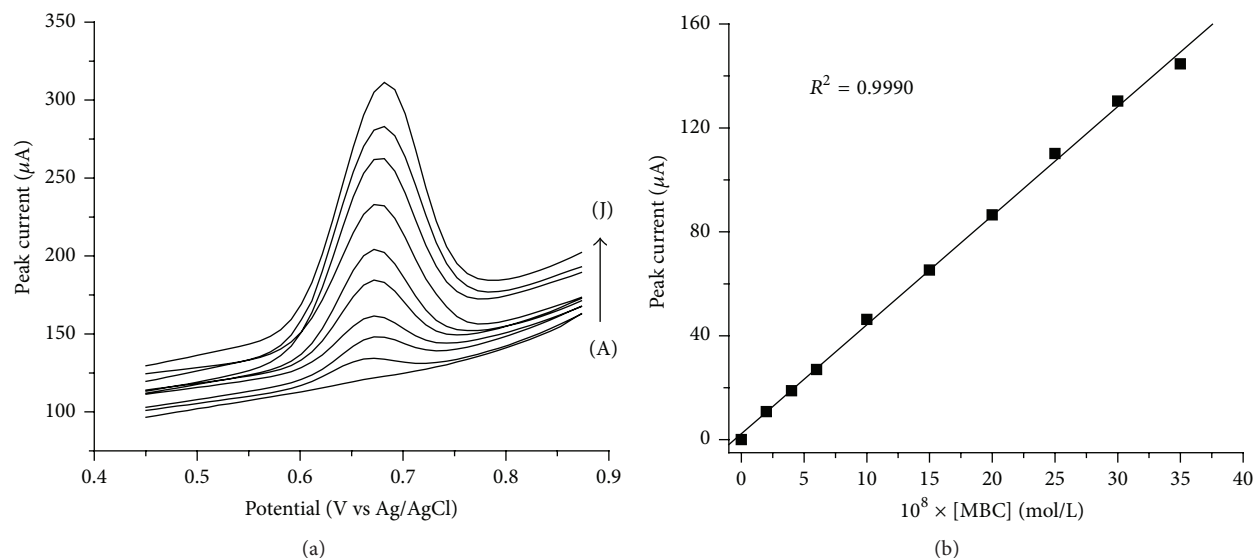 350
300
250
200
150
100
Peak current (μA)
0.4 0.5 0.6 0.7 0.8 0.9
Potential (V vs Ag/AgCl)
(J)
(A)
(a)
160
120
80
40
0
Peak current (μA)
R² = 0.9990
0 5 10 15 20 25 30 35 40
10⁸ × [MBC] (mol/L)
(b)